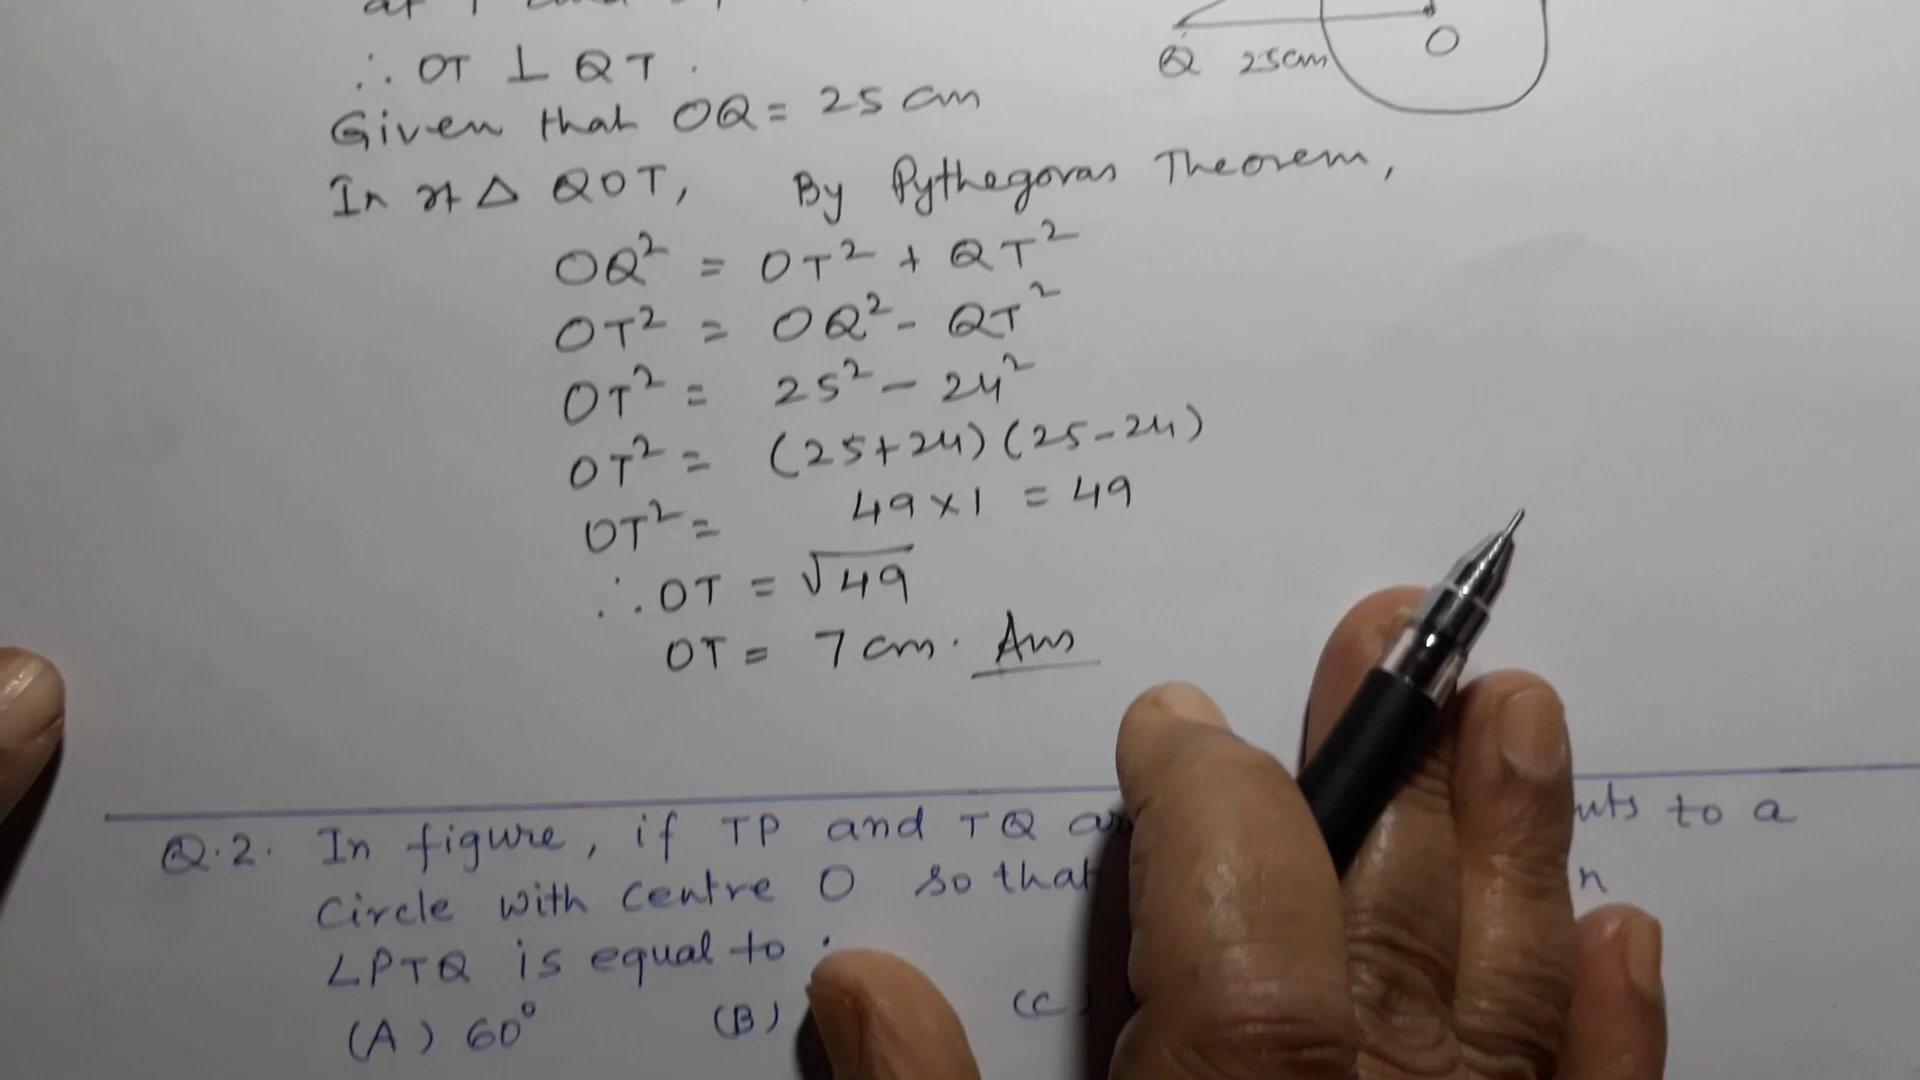 ∴ OT ⊥ QT.
Q 25cm O
Given that OQ = 25 cm
In rt △ QOT, By Pythegoras Theorem,
OQ² = OT² + QT²
OT² = OQ² - QT²
OT² = 25² - 24²
OT² = (25+24) (25-24)
OT² = 49 × 1 = 49
∴ OT = √49
OT = 7 cm. Ans
Q.2. In figure, if TP and TQ to a
Circle with centre O so that
∠PTQ is equal to :
(A) 60° (B) (C)